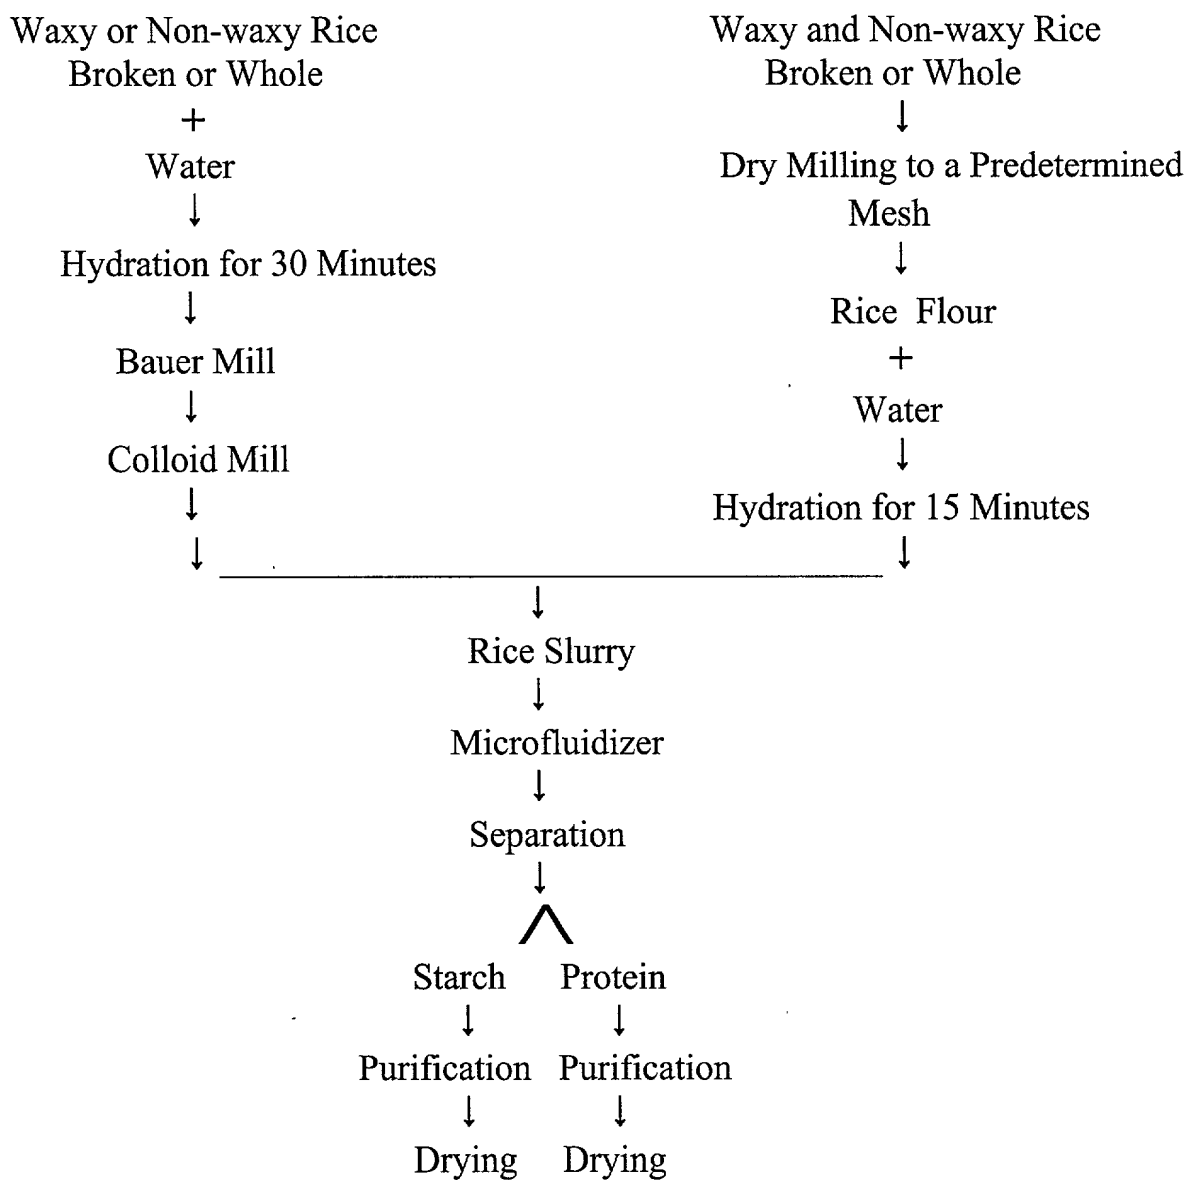 Waxy or Non-waxy Rice
Broken or Whole
+
Water
↓
Hydration for 30 Minutes
↓
Bauer Mill
↓
Colloid Mill
↓
↓
Waxy and Non-waxy Rice
Broken or Whole
↓
Dry Milling to a Predetermined
Mesh
↓
Rice Flour
+
Water
↓
Hydration for 15 Minutes
↓
↓
Rice Slurry
↓
Microfluidizer
↓
Separation
↓
Starch Protein
↓ ↓
Purification Purification
↓ ↓
Drying Drying